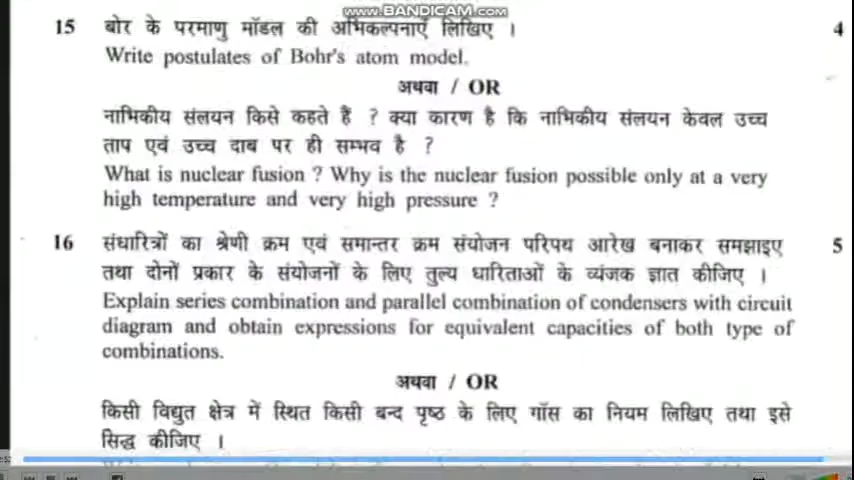 www.BANDICAM.com
15 बोर के परमाणु मॉडल की अभिकल्पनाएँ लिखिए । 4
Write postulates of Bohr's atom model.
अथवा / OR
नाभिकीय संलयन किसे कहते हैं ? क्या कारण है कि नाभिकीय संलयन केवल उच्च
ताप एवं उच्च दाब पर ही सम्भव है ?
What is nuclear fusion ? Why is the nuclear fusion possible only at a very
high temperature and very high pressure ?
16 संधारित्रों का श्रेणी क्रम एवं समान्तर क्रम संयोजन परिपथ आरेख बनाकर समझाइए 5
तथा दोनों प्रकार के संयोजनों के लिए तुल्य धारिताओं के व्यंजक ज्ञात कीजिए ।
Explain series combination and parallel combination of condensers with circuit
diagram and obtain expressions for equivalent capacities of both type of
combinations.
अथवा / OR
किसी विद्युत क्षेत्र में स्थित किसी बन्द पृष्ठ के लिए गॉस का नियम लिखिए तथा इसे
सिद्ध कीजिए ।